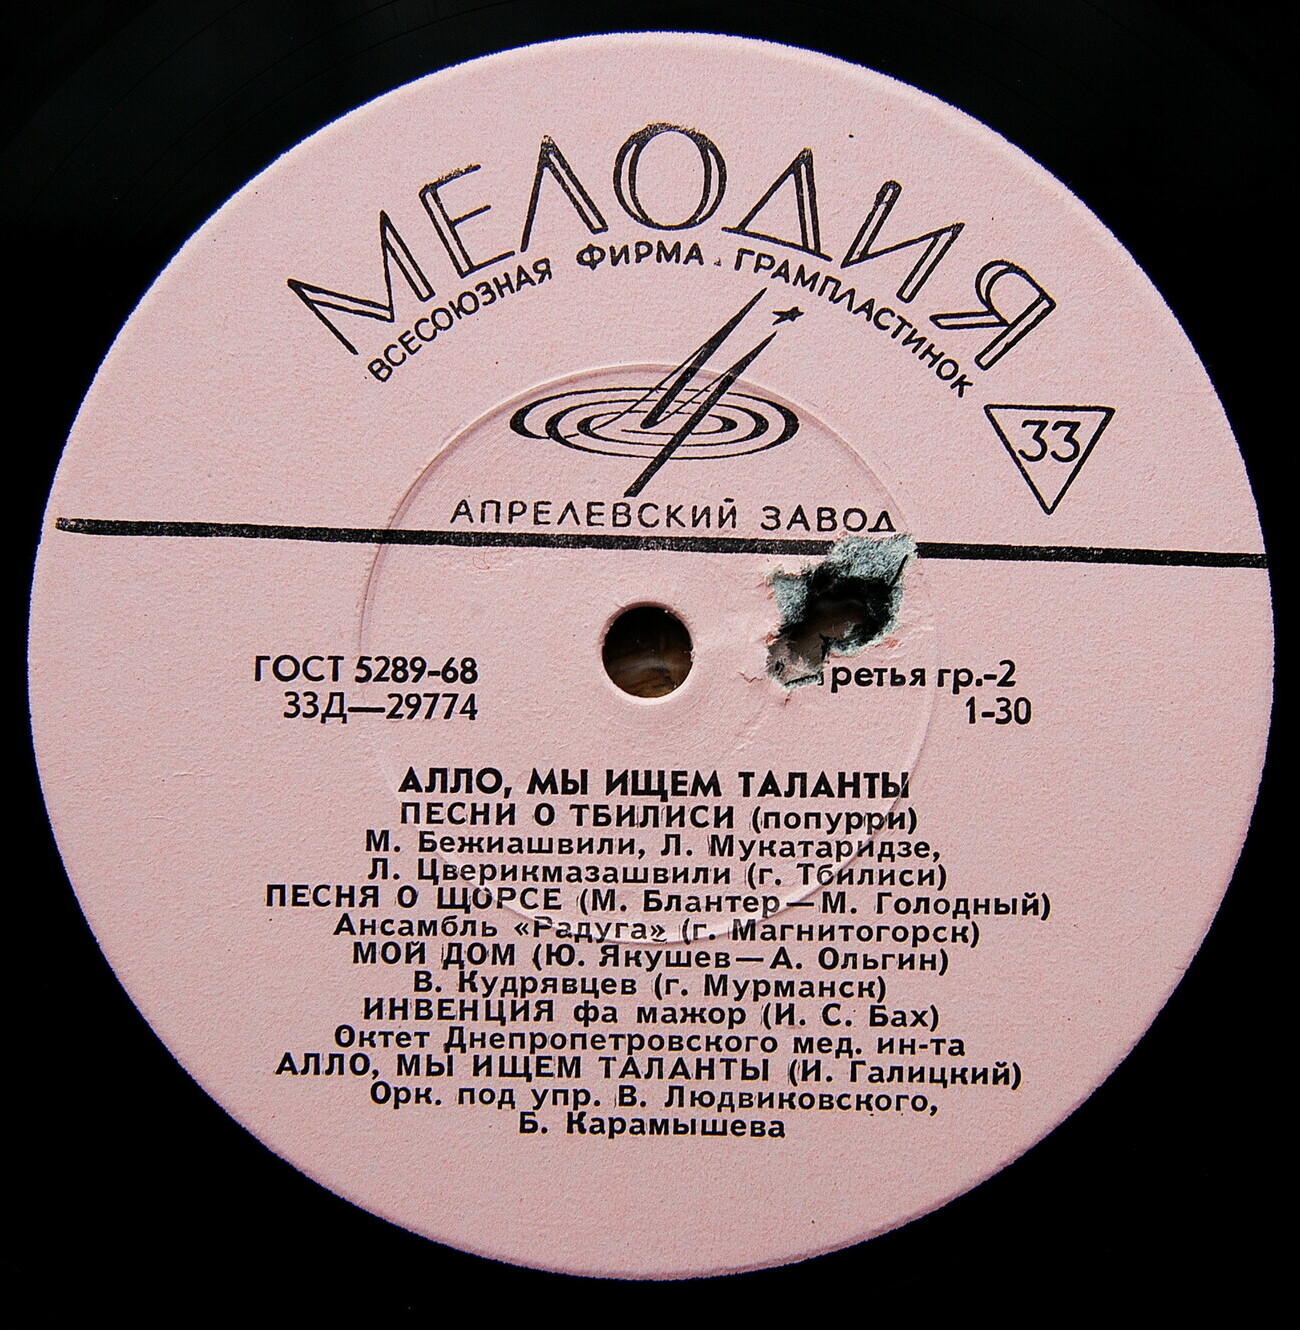 МЕЛОДИЯ
ВСЕСОЮЗНАЯ ФИРМА ГРАМПЛАСТИНОК
33
АПРЕЛЕВСКИЙ ЗАВОД
ГОСТ 5289-68
33Д—29774
гр.-2
1-30
АЛЛО, МЫ ИЩЕМ ТАЛАНТЫ
ПЕСНИ О ТБИЛИСИ (попурри)
М. Бежиашвили, Л. Мукатаридзе,
Л. Цверикмазашвили (г. Тбилиси)
ПЕСНЯ О ЩОРСЕ (М. Блантер—М. Голодный)
Ансамбль «Радуга» (г. Магнитогорск)
МОЙ ДОМ (Ю. Якушев—А. Ольгин)
В. Кудрявцев (г. Мурманск)
ИНВЕНЦИЯ фа мажор (И. С. Бах)
Октет Днепропетровского мед. ин-та
АЛЛО, МЫ ИЩЕМ ТАЛАНТЫ (И. Галицкий)
Орк. под упр. В. Людвиковского,
Б. Карамышева